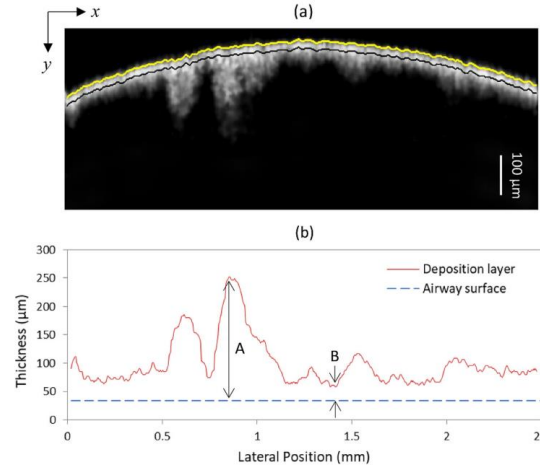 (a)
x
y
100 µm
(b)
Thickness (µm)
300
250
200
150
100
50
0
Deposition layer
Airway surface
A
B
0
0.5
1
1.5
2
2
Lateral Position (mm)